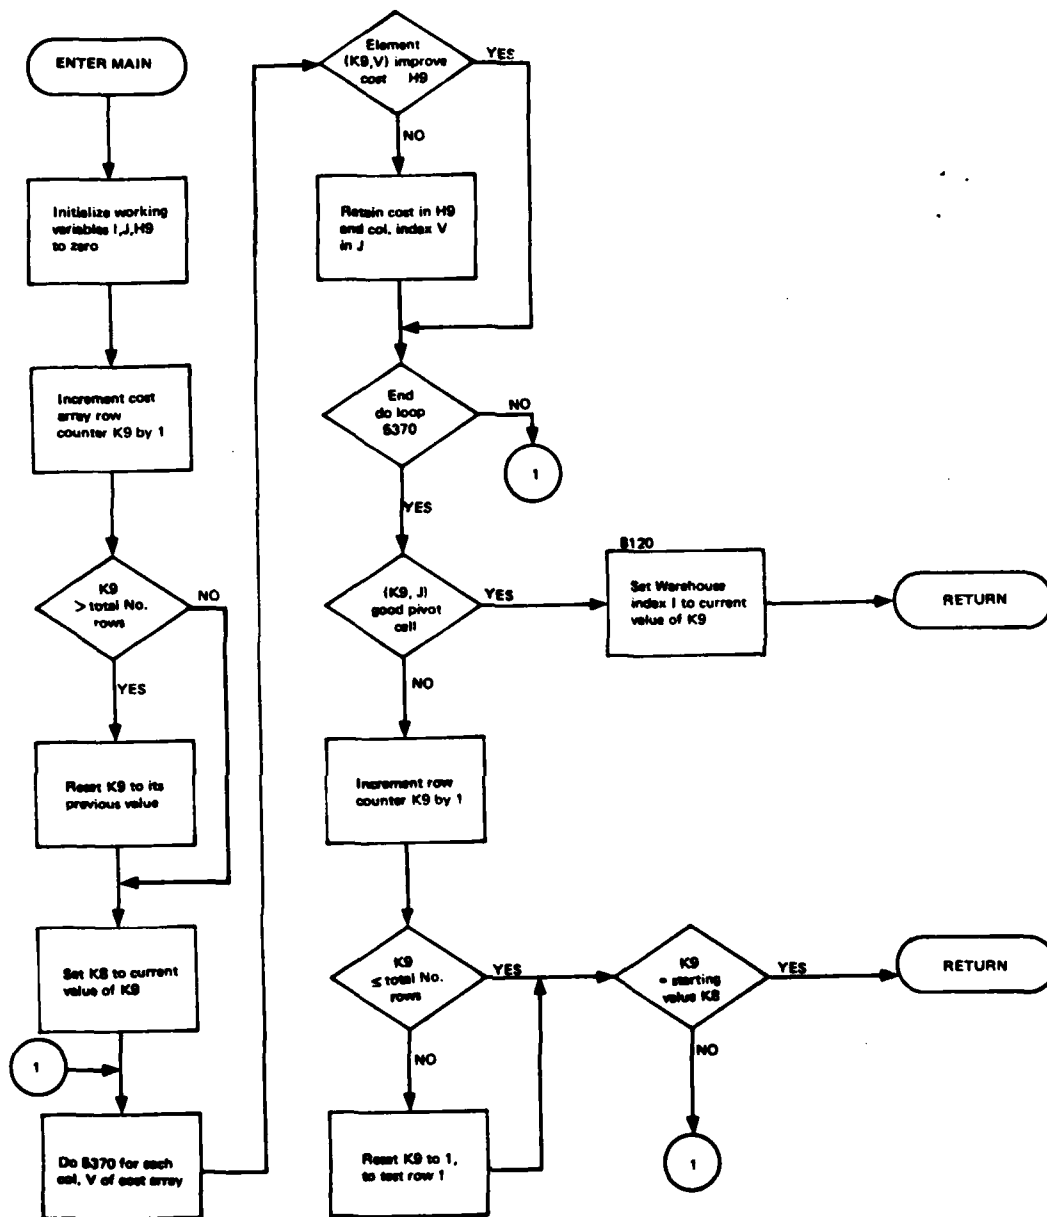 ENTER MAIN
Initialize working
variables I,J,H9
to zero
Increment cost
array row
counter K9 by 1
K9
> total No.
rows
NO
YES
Reset K9 to its
previous value
Set K8 to current
value of K9
1
Do 5370 for each
col, V of cost array
Element
(K9,V) improve
cost H9
YES
NO
Retain cost in H9
and col. index V
in J
End
do loop
5370
NO
1
YES
(K9, J)
good pivot
cell
YES
8120
Set Warehouse
index I to current
value of K9
RETURN
NO
Increment row
counter K9 by 1
K9
≤ total No.
rows
YES
NO
Reset K9 to 1,
to test row 1
K9
= starting
value K8
YES
RETURN
NO
1